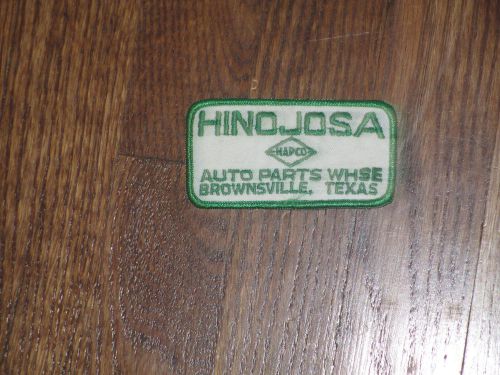 HINOJOSA
HAPCO
AUTO PARTS WHSE
BROWNSVILLE, TEXAS